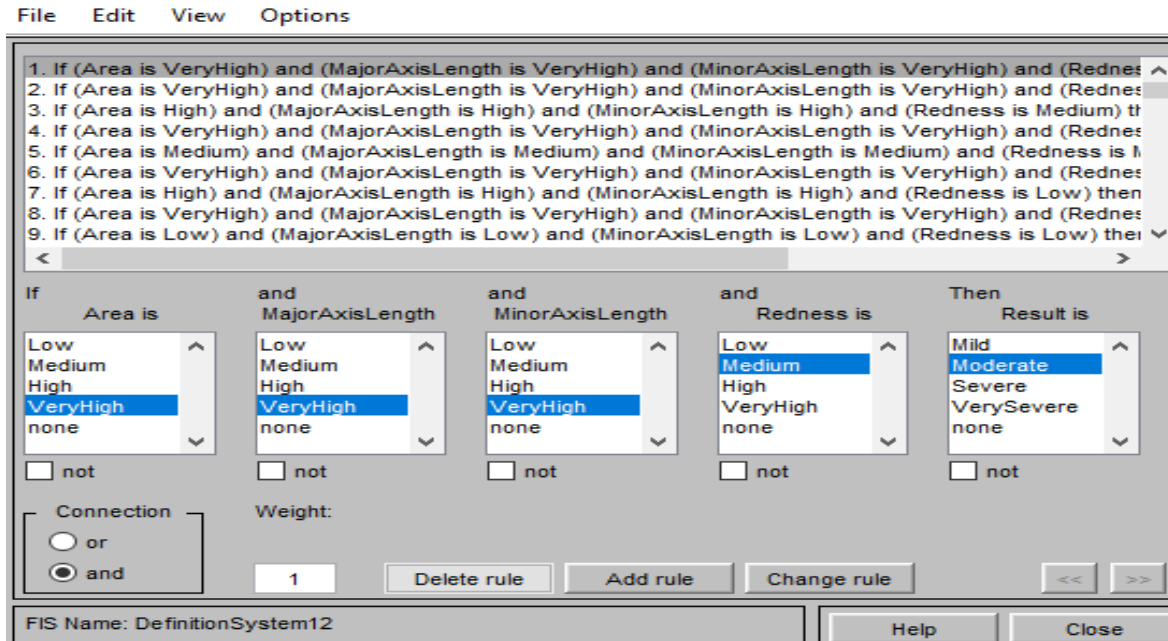 File Edit View Options
1. If (Area is VeryHigh) and (MajorAxisLength is VeryHigh) and (MinorAxisLength is VeryHigh) and (Rednes
2. If (Area is VeryHigh) and (MajorAxisLength is VeryHigh) and (MinorAxisLength is VeryHigh) and (Rednes
3. If (Area is High) and (MajorAxisLength is High) and (MinorAxisLength is High) and (Redness is Medium) th
4. If (Area is VeryHigh) and (MajorAxisLength is VeryHigh) and (MinorAxisLength is VeryHigh) and (Rednes
5. If (Area is Medium) and (MajorAxisLength is Medium) and (MinorAxisLength is Medium) and (Redness is M
6. If (Area is VeryHigh) and (MajorAxisLength is VeryHigh) and (MinorAxisLength is VeryHigh) and (Rednes
7. If (Area is High) and (MajorAxisLength is High) and (MinorAxisLength is High) and (Redness is Low) then
8. If (Area is VeryHigh) and (MajorAxisLength is VeryHigh) and (MinorAxisLength is VeryHigh) and (Rednes
9. If (Area is Low) and (MajorAxisLength is Low) and (MinorAxisLength is Low) and (Redness is Low) then
If and and and Then
Area is MajorAxisLength MinorAxisLength Redness is Result is
Low Low Low Low Mild
Medium Medium Medium Medium Moderate
High High High High Severe
VeryHigh VeryHigh VeryHigh VeryHigh VerySevere
none none none none none
not not not not not
Connection Weight:
or
and 1 Delete rule Add rule Change rule << >>
FIS Name: DefinitionSystem12 Help Close